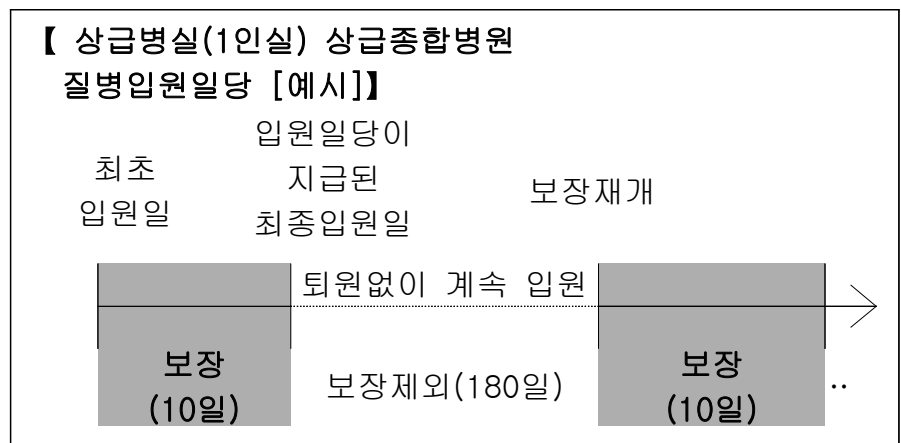 【 상급병실(1인실) 상급종합병원
질병입원일당 [예시]】
최초
입원일
입원일당이
지급된
최종입원일
보장재개
퇴원없이 계속 입원
보장
(10일)
보장제외(180일)
보장
(10일)
..